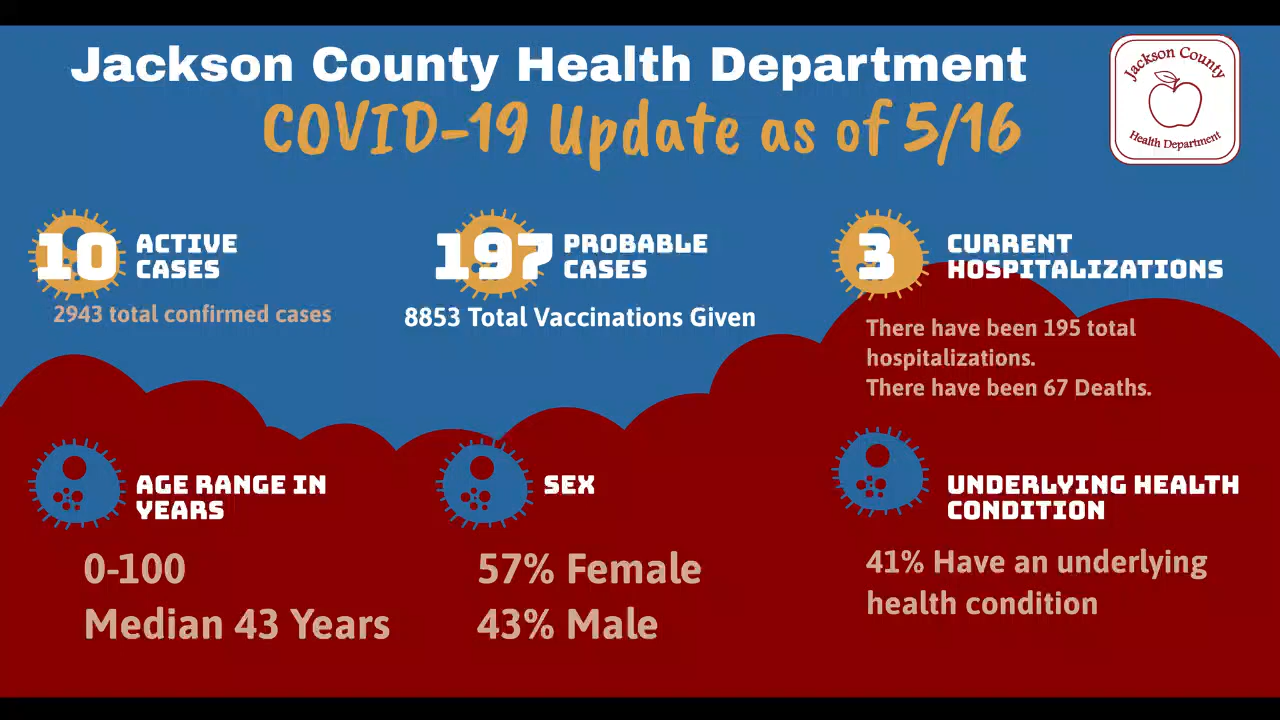 Jackson County Health Department
COVID-19 Update as of 5/16
Jackson County
Health Department
10
ACTIVE
CASES
2943 total confirmed cases
197
PROBABLE
CASES
8853 Total Vaccinations Given
3
CURRENT
HOSPITALIZATIONS
There have been 195 total
hospitalizations.
There have been 67 Deaths.
AGE RANGE IN
YEARS
0-100
Median 43 Years
SEX
57% Female
43% Male
UNDERLYING HEALTH
CONDITION
41% Have an underlying
health condition